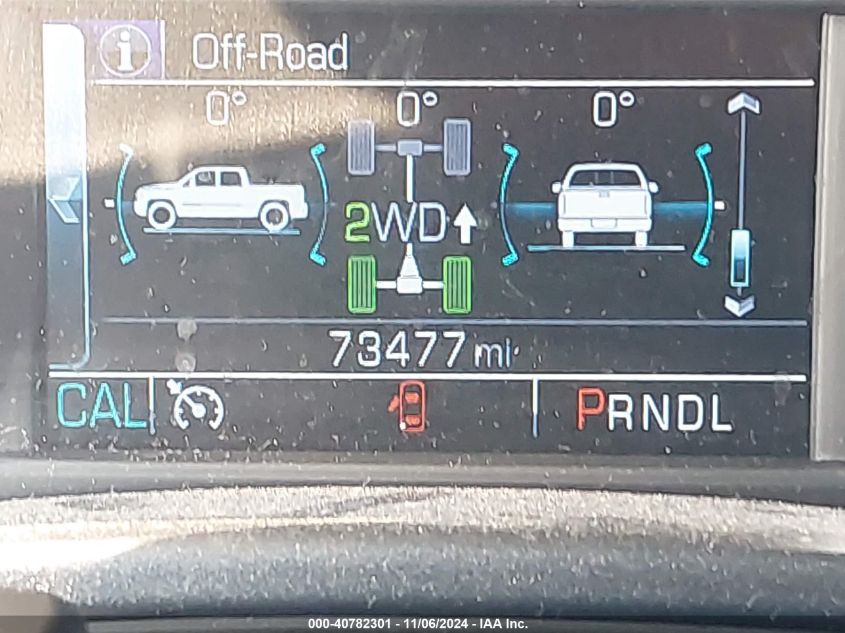 i Off-Road
0° 0° 0°
2WD
73477 mi
CAL PRNDL
000-40782301 - 11/06/2024 - IAA Inc.